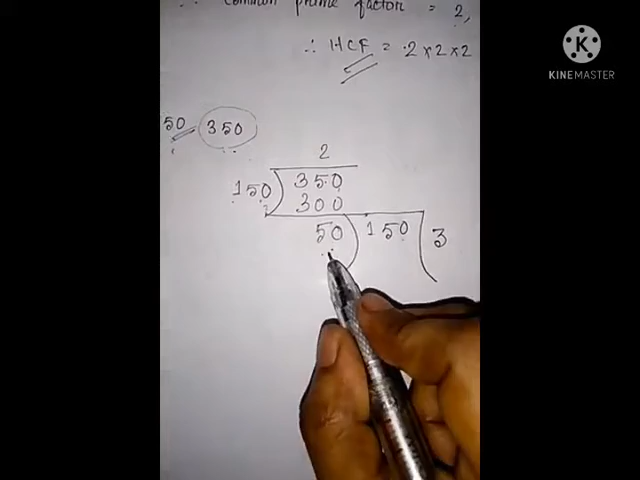 ∴ Common prime factor = 2,
∴ HCF = 2 × 2 × 2
K
KINEMASTER
50 350
2
150 ) 350
300
50 ) 150 ( 3